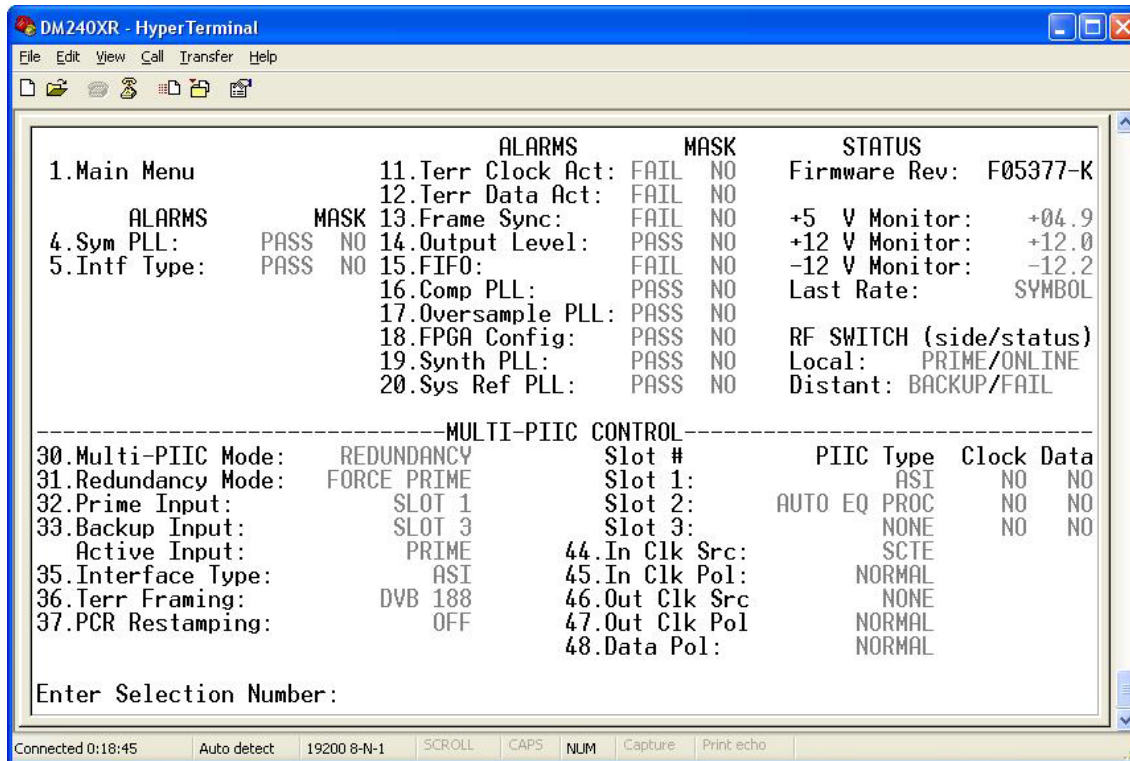 DM240XR - HyperTerminal
File Edit View Call Transfer Help
ALARMS MASK STATUS
1.Main Menu 11.Terr Clock Act: FAIL NO Firmware Rev: F05377-K
12.Terr Data Act: FAIL NO
ALARMS MASK 13.Frame Sync: FAIL NO +5 V Monitor: +04.9
4.Sym PLL: PASS NO 14.Output Level: PASS NO +12 V Monitor: +12.0
5.Intf Type: PASS NO 15.FIFO: FAIL NO -12 V Monitor: -12.2
16.Comp PLL: PASS NO Last Rate: SYMBOL
17.Oversample PLL: PASS NO
18.FPGA Config: PASS NO RF SWITCH (side/status)
19.Synth PLL: PASS NO Local: PRIME/ONLINE
20.Sys Ref PLL: PASS NO Distant: BACKUP/FAIL
-------------------------------MULTI-PIIC CONTROL-------------------------------
30.Multi-PIIC Mode: REDUNDANCY Slot # PIIC Type Clock Data
31.Redundancy Mode: FORCE PRIME Slot 1: ASI NO NO
32.Prime Input: SLOT 1 Slot 2: AUTO EQ PROC NO NO
33.Backup Input: SLOT 3 Slot 3: NONE NO NO
Active Input: PRIME 44.In Clk Src: SCTE
35.Interface Type: ASI 45.In Clk Pol: NORMAL
36.Terr Framing: DVB 188 46.Out Clk Src NONE
37.PCR Restamping: OFF 47.Out Clk Pol NORMAL
48.Data Pol: NORMAL
Enter Selection Number:
Connected 0:18:45 Auto detect 19200 8-N-1 SCROLL CAPS NUM Capture Print echo